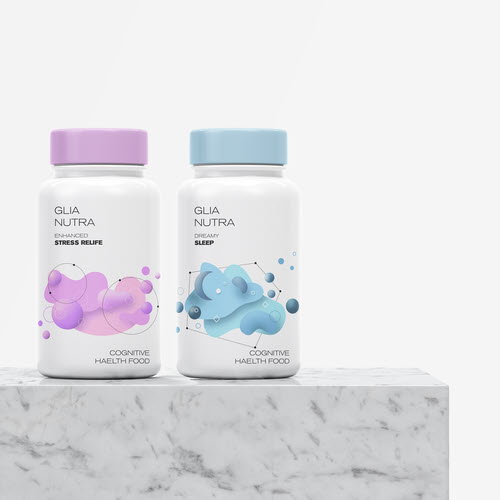 GLIA
NUTRA
ENHANCED
STRESS RELIFE
COGNITIVE
HAELTH FOOD
GLIA
NUTRA
DREAMY
SLEEP
COGNITIVE
HAELTH FOOD